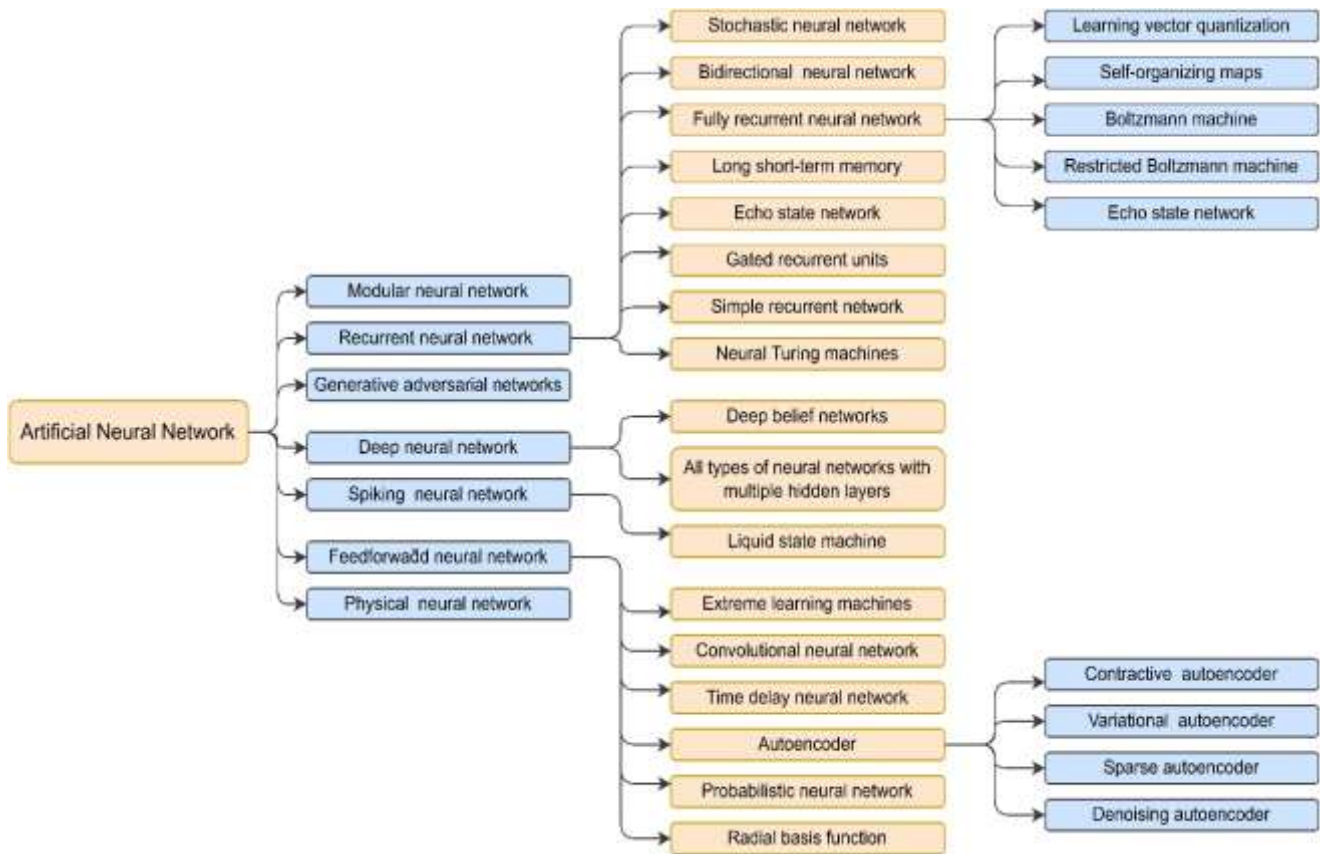 Artificial Neural Network
Modular neural network
Recurrent neural network
Generative adversarial networks
Deep neural network
Spiking neural network
Feedforwaðd neural network
Physical neural network
Stochastic neural network
Bidirectional neural network
Fully recurrent neural network
Long short-term memory
Echo state network
Gated recurrent units
Simple recurrent network
Neural Turing machines
Deep belief networks
All types of neural networks with
multiple hidden layers
Liquid state machine
Extreme learning machines
Convolutional neural network
Time delay neural network
Autoencoder
Probabilistic neural network
Radial basis function
Learning vector quantization
Self-organizing maps
Boltzmann machine
Restricted Boltzmann machine
Echo state network
Contractive autoencoder
Variational autoencoder
Sparse autoencoder
Denoising autoencoder